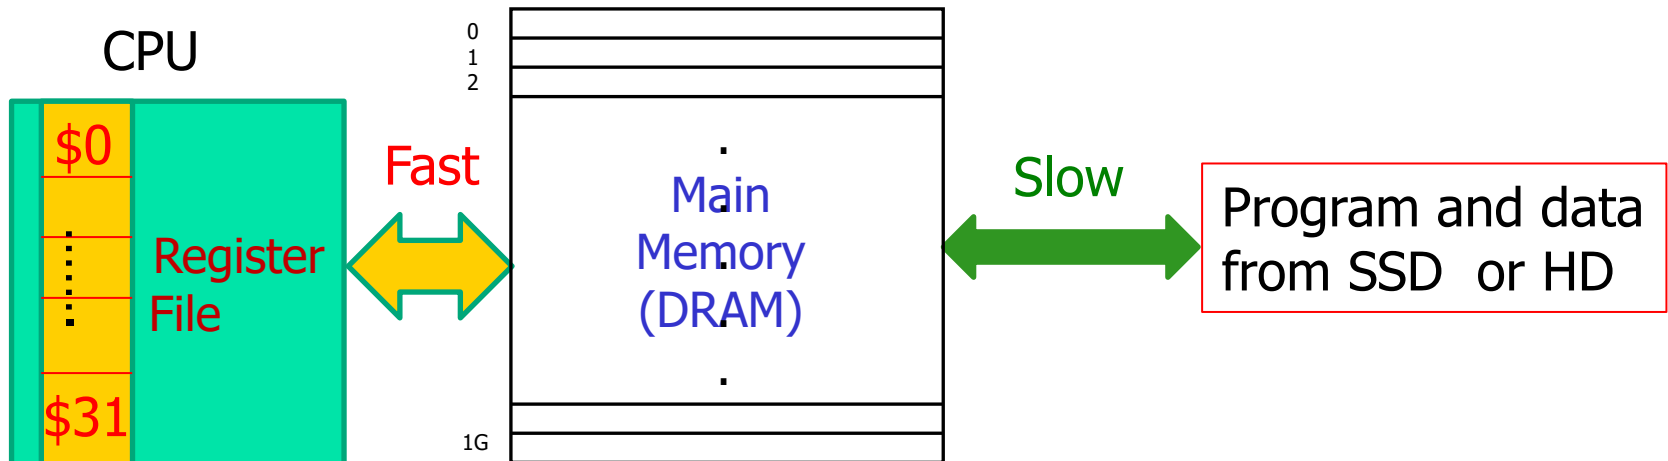 CPU
$0
$31
Register
File
Fast
0
1
2
1G
Main
Memory
(DRAM)
Slow
Program and data
from SSD or HD